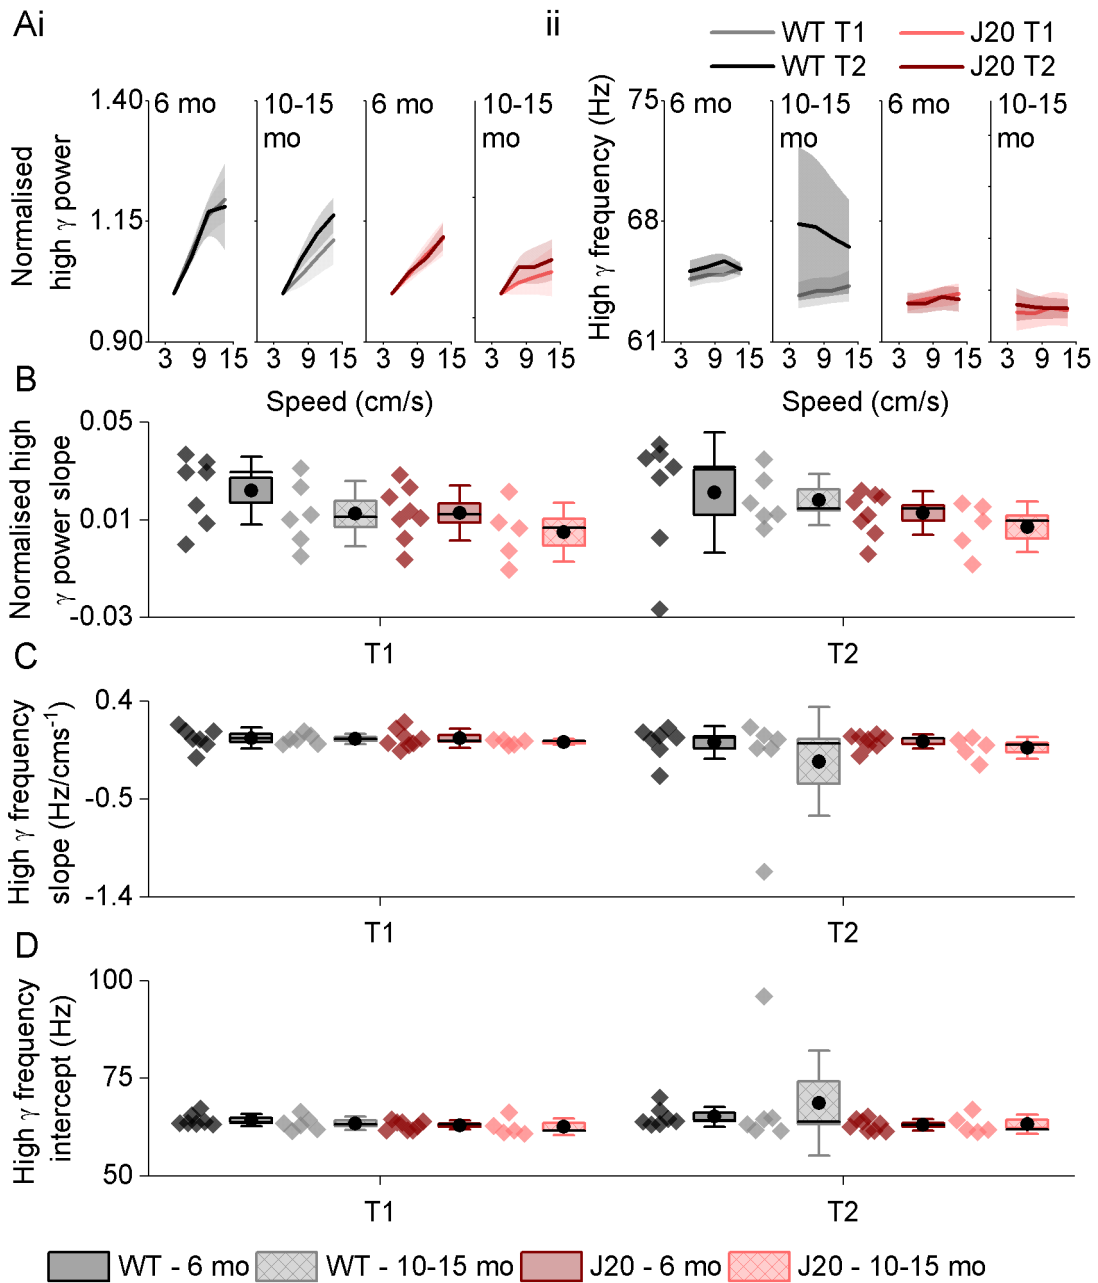 Ai
ii
WT T1
J20 T1
WT T2
J20 T2
Normalised
high γ power
1.40
1.15
0.90
6 mo
10-15
mo
6 mo
10-15
mo
3 9 15
3 9 15
3 9 15
3 9 15
Speed (cm/s)
High γ frequency (Hz)
75
68
61
6 mo
10-15
mo
6 mo
10-15
mo
3 9 15
3 9 15
3 9 15
3 9 15
Speed (cm/s)
B
Normalised high
γ power slope
0.05
0.01
-0.03
T1
T2
C
High γ frequency
slope (Hz/cms⁻¹)
0.4
-0.5
-1.4
T1
T2
D
High γ frequency
intercept (Hz)
100
75
50
T1
T2
WT - 6 mo
WT - 10-15 mo
J20 - 6 mo
J20 - 10-15 mo